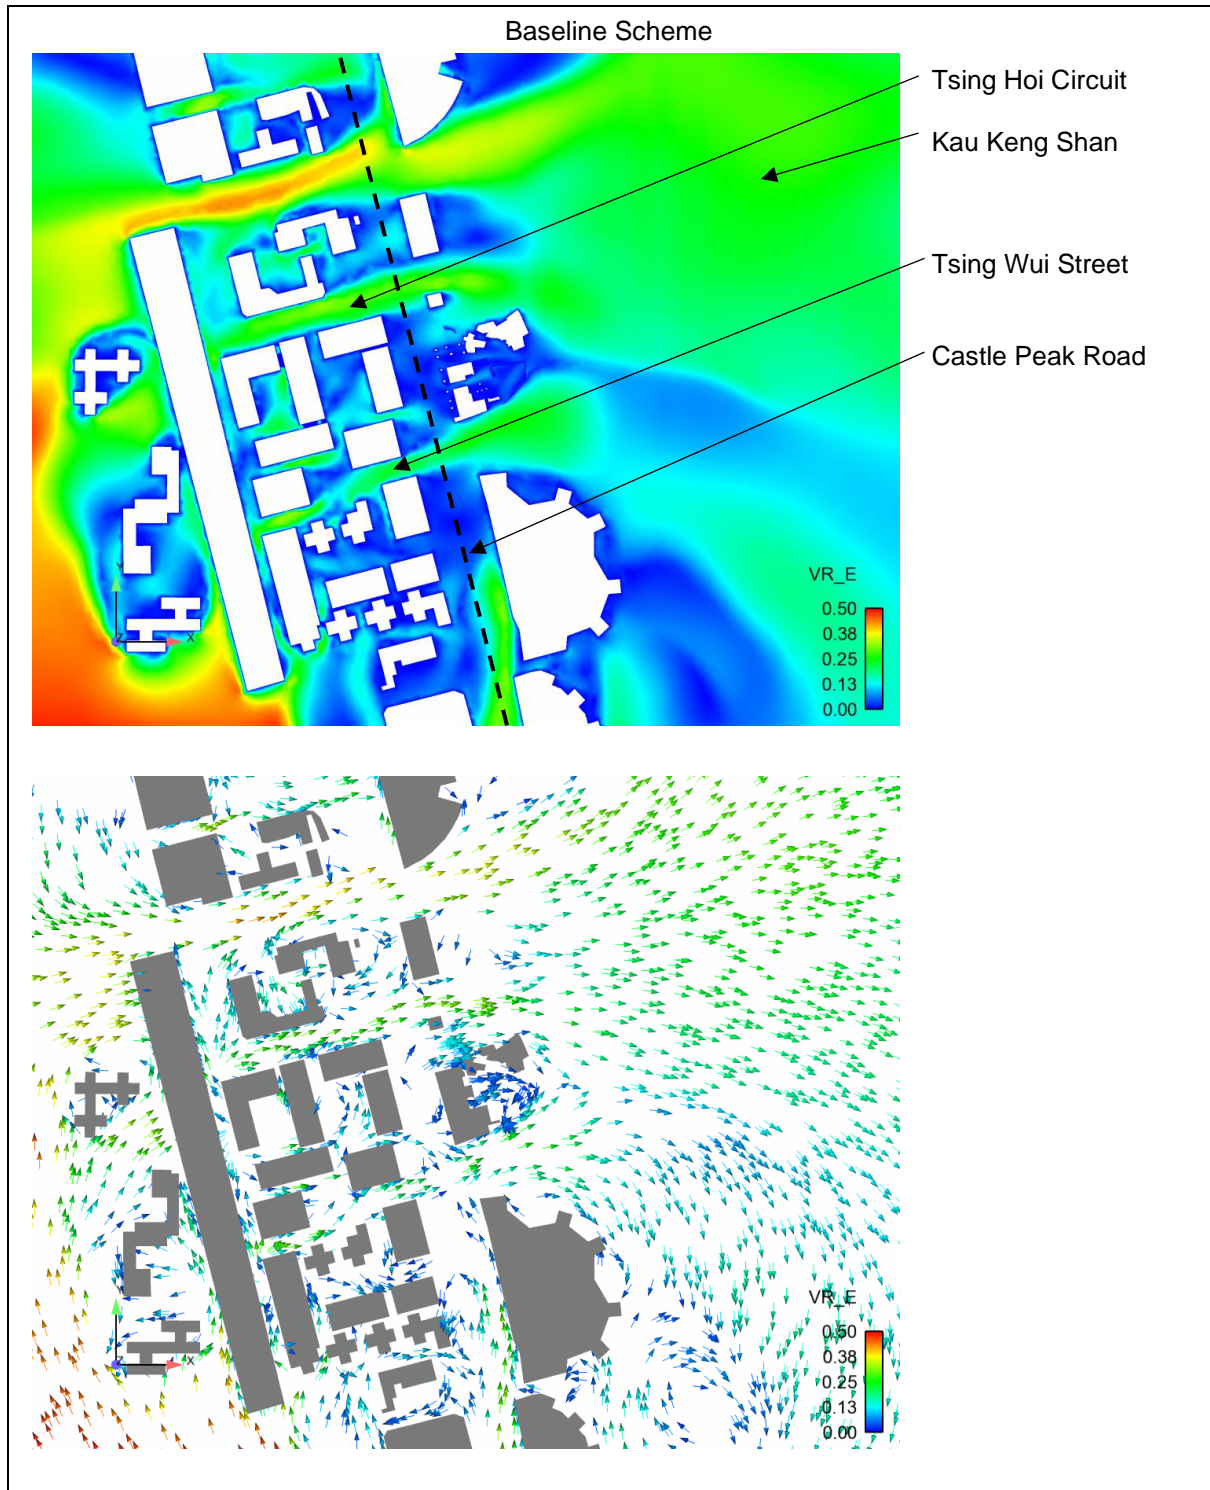 Baseline Scheme
Tsing Hoi Circuit
Kau Keng Shan
Tsing Wui Street
Castle Peak Road
VR_E
0.50
0.38
0.25
0.13
0.00
Y
Z
X
VR_E
0.50
0.38
0.25
0.13
0.00
Z
X